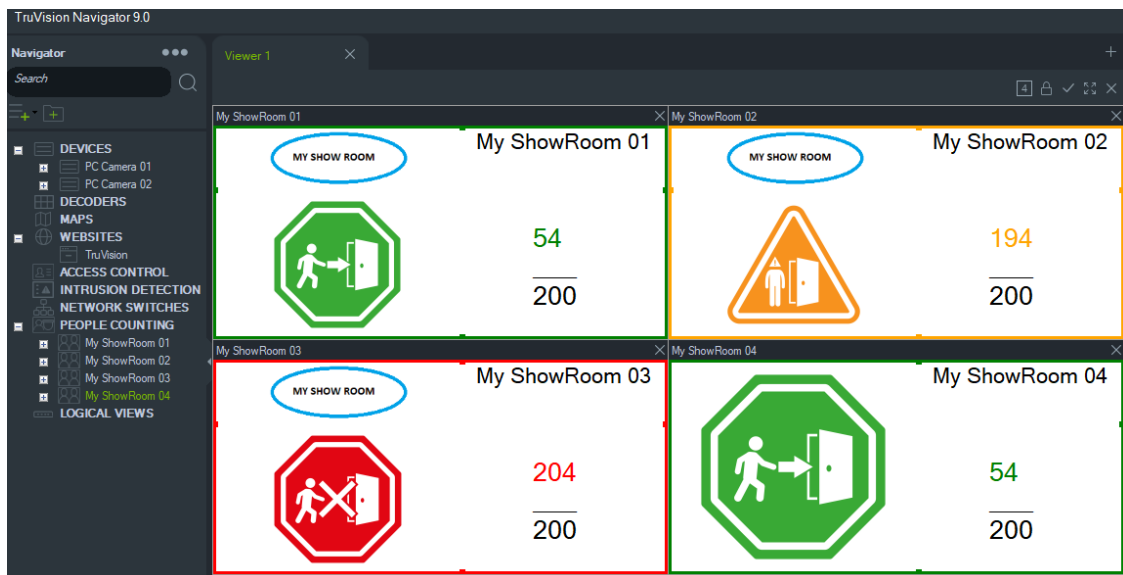 TruVision Navigator 9.0
Navigator
Search
DEVICES
PC Camera 01
PC Camera 02
DECODERS
MAPS
WEBSITES
TruVision
ACCESS CONTROL
INTRUSION DETECTION
NETWORK SWITCHES
PEOPLE COUNTING
My ShowRoom 01
My ShowRoom 02
My ShowRoom 03
My ShowRoom 04
LOGICAL VIEWS
Viewer 1
4
My ShowRoom 01
MY SHOW ROOM
My ShowRoom 01
54
200
My ShowRoom 02
MY SHOW ROOM
My ShowRoom 02
194
200
My ShowRoom 03
MY SHOW ROOM
My ShowRoom 03
204
200
My ShowRoom 04
My ShowRoom 04
54
200